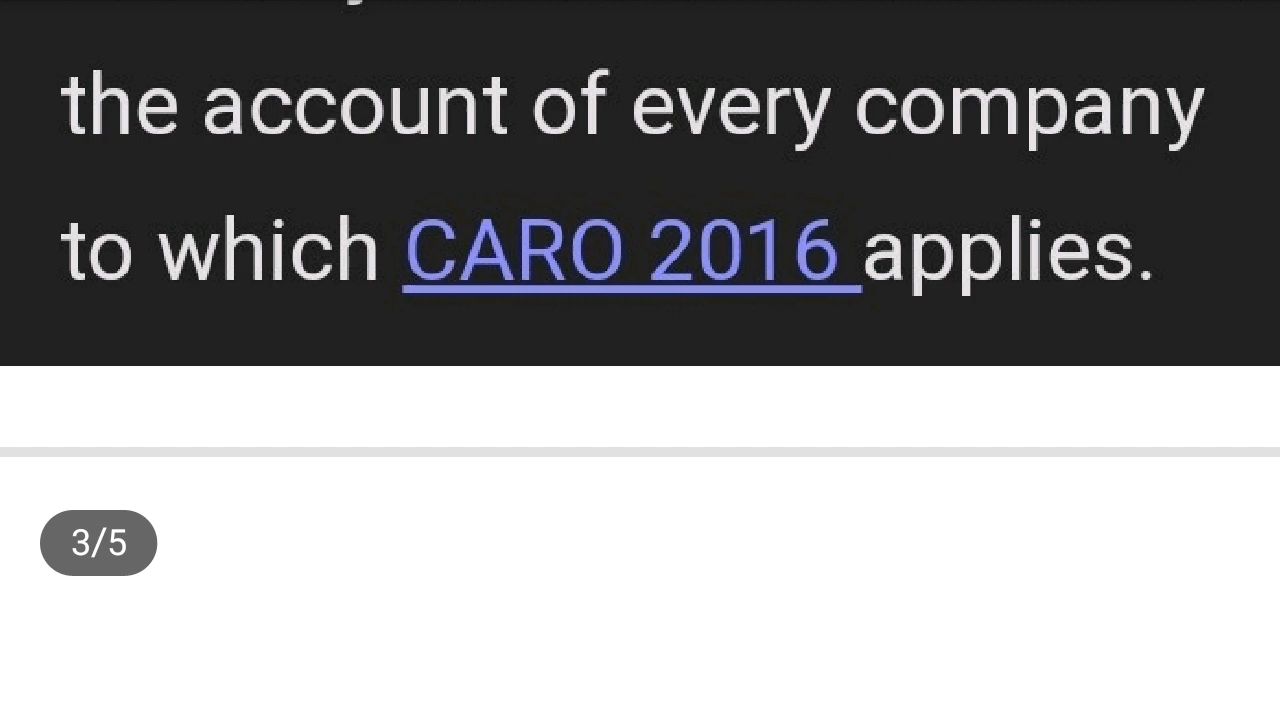 the account of every company
to which CARO 2016 applies.
3/5